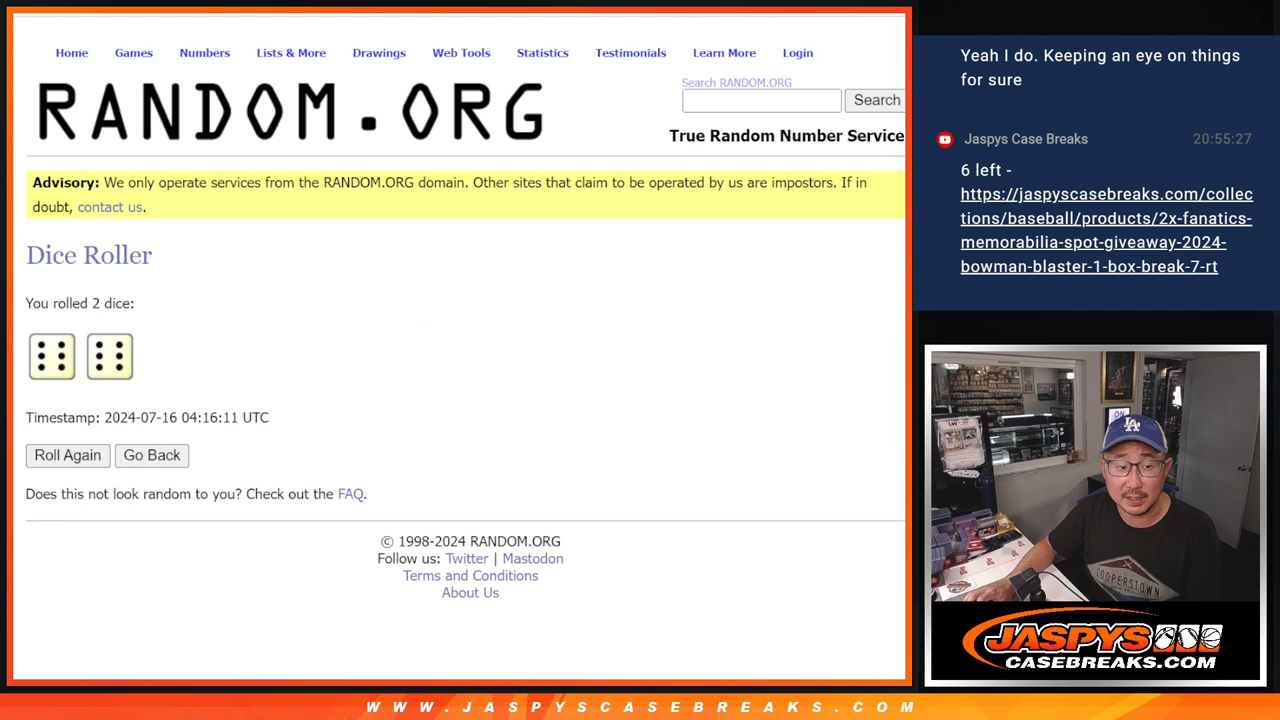 Home Games Numbers Lists & More Drawings Web Tools Statistics Testimonials Learn More Login
RANDOM.ORG
Search RANDOM.ORG
Search
True Random Number Service
Advisory: We only operate services from the RANDOM.ORG domain. Other sites that claim to be operated by us are impostors. If in
doubt, contact us.
Dice Roller
You rolled 2 dice:
Timestamp: 2024-07-16 04:16:11 UTC
Roll Again Go Back
Does this not look random to you? Check out the FAQ.
© 1998-2024 RANDOM.ORG
Follow us: Twitter | Mastodon
Terms and Conditions
About Us
Yeah I do. Keeping an eye on things
for sure
Jaspys Case Breaks 20:55:27
6 left -
https://jaspyscasebreaks.com/collec
tions/baseball/products/2x-fanatics-
memorabilia-spot-giveaway-2024-
bowman-blaster-1-box-break-7-rt
ON
LA
COOPERSTOWN
JASPYS
CASEBREAKS.COM
WWW.JASPYSCASEBREAKS.COM